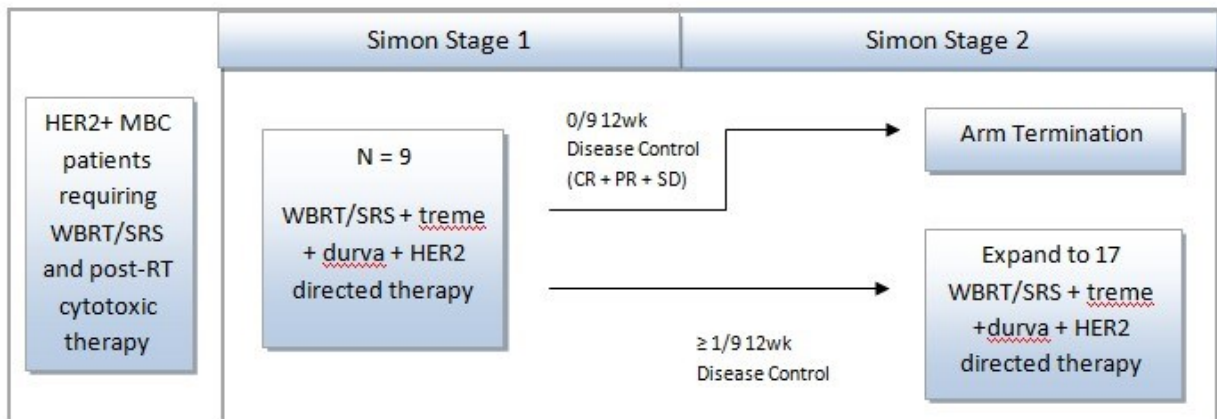 Simon Stage 1
Simon Stage 2
HER2+ MBC
patients
requiring
WBRT/SRS
and post-RT
cytotoxic
therapy
N = 9
WBRT/SRS + treme
+ durva + HER2
directed therapy
0/9 12wk
Disease Control
(CR + PR + SD)
≥ 1/9 12wk
Disease Control
Arm Termination
Expand to 17
WBRT/SRS + treme
+durva + HER2
directed therapy